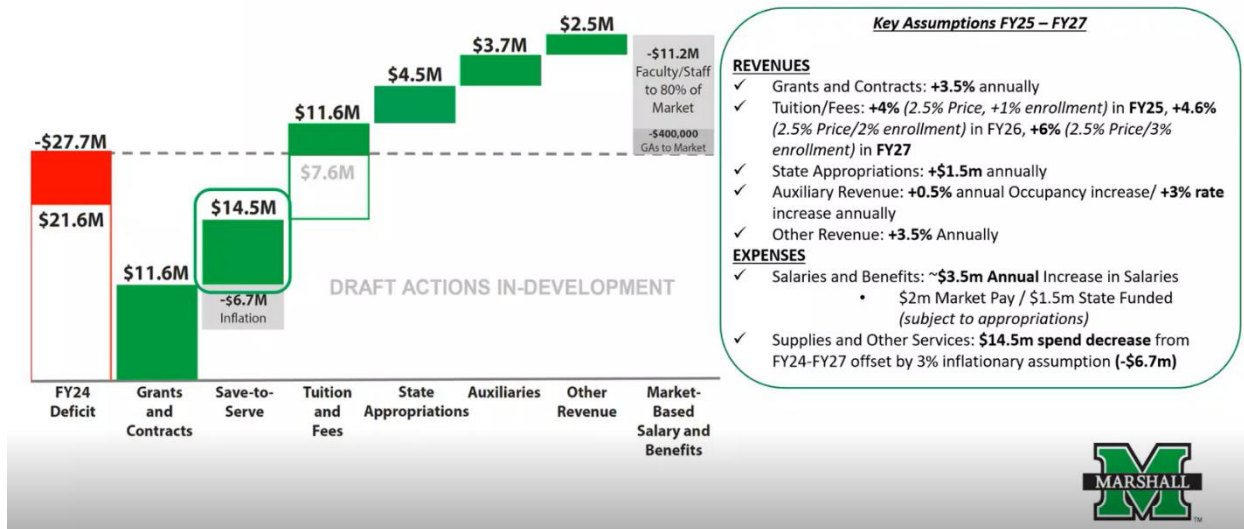 -$27.7M
$21.6M
$11.6M
$14.5M
-$6.7M
Inflation
$11.6M
$7.6M
$4.5M
$3.7M
$2.5M
-$11.2M
Faculty/Staff
to 80% of
Market
-$400,000
GAs to Market
DRAFT ACTIONS IN-DEVELOPMENT
FY24
Deficit
Grants
and
Contracts
Save-to-
Serve
Tuition
and
Fees
State
Appropriations
Auxiliaries
Other
Revenue
Market-
Based
Salary and
Benefits
Key Assumptions FY25 – FY27
REVENUES
✓ Grants and Contracts: +3.5% annually
✓ Tuition/Fees: +4% (2.5% Price, +1% enrollment) in FY25, +4.6%
(2.5% Price/2% enrollment) in FY26, +6% (2.5% Price/3%
enrollment) in FY27
✓ State Appropriations: +$1.5m annually
✓ Auxiliary Revenue: +0.5% annual Occupancy increase/ +3% rate
increase annually
✓ Other Revenue: +3.5% Annually
EXPENSES
✓ Salaries and Benefits: ~$3.5m Annual Increase in Salaries
• $2m Market Pay / $1.5m State Funded
(subject to appropriations)
✓ Supplies and Other Services: $14.5m spend decrease from
FY24-FY27 offset by 3% inflationary assumption (-$6.7m)
MARSHALL
TM